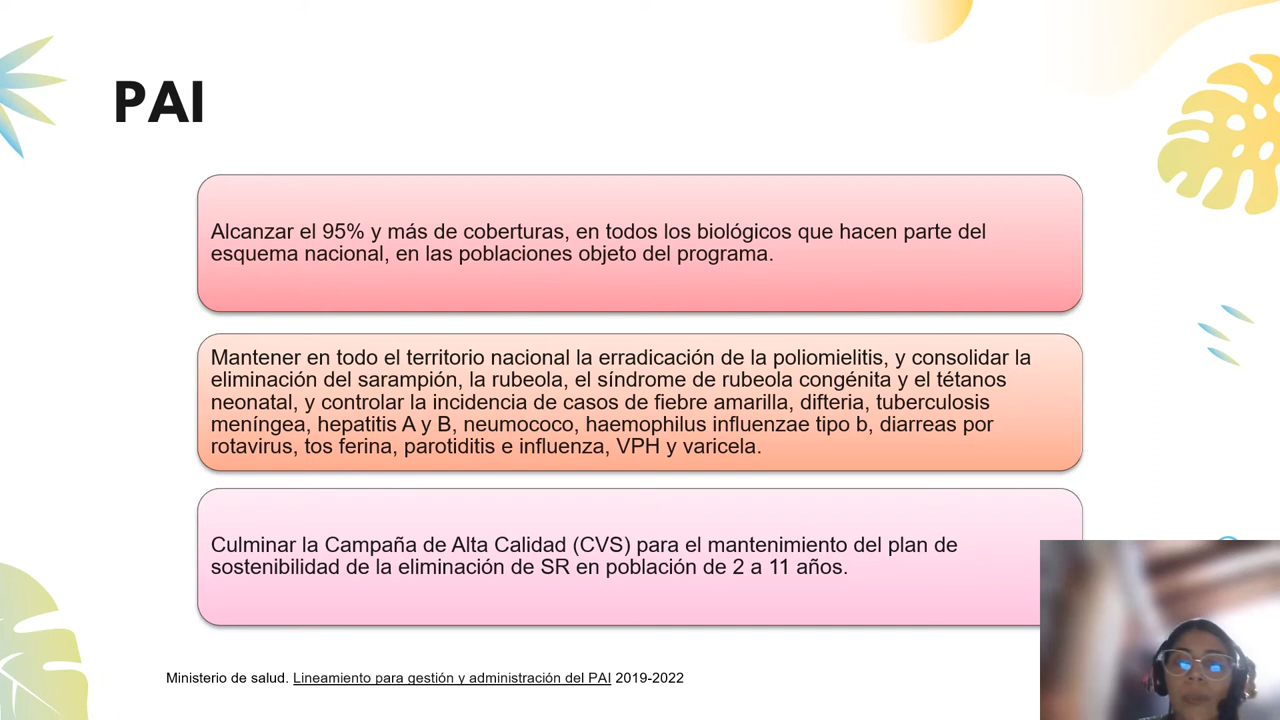 PAI
Alcanzar el 95% y más de coberturas, en todos los biológicos que hacen parte del
esquema nacional, en las poblaciones objeto del programa.
Mantener en todo el territorio nacional la erradicación de la poliomielitis, y consolidar la
eliminación del sarampión, la rubeola, el síndrome de rubeola congénita y el tétanos
neonatal, y controlar la incidencia de casos de fiebre amarilla, difteria, tuberculosis
meníngea, hepatitis A y B, neumococo, haemophilus influenzae tipo b, diarreas por
rotavirus, tos ferina, parotiditis e influenza, VPH y varicela.
Culminar la Campaña de Alta Calidad (CVS) para el mantenimiento del plan de
sostenibilidad de la eliminación de SR en población de 2 a 11 años.
Ministerio de salud. Lineamiento para gestión y administración del PAI 2019-2022